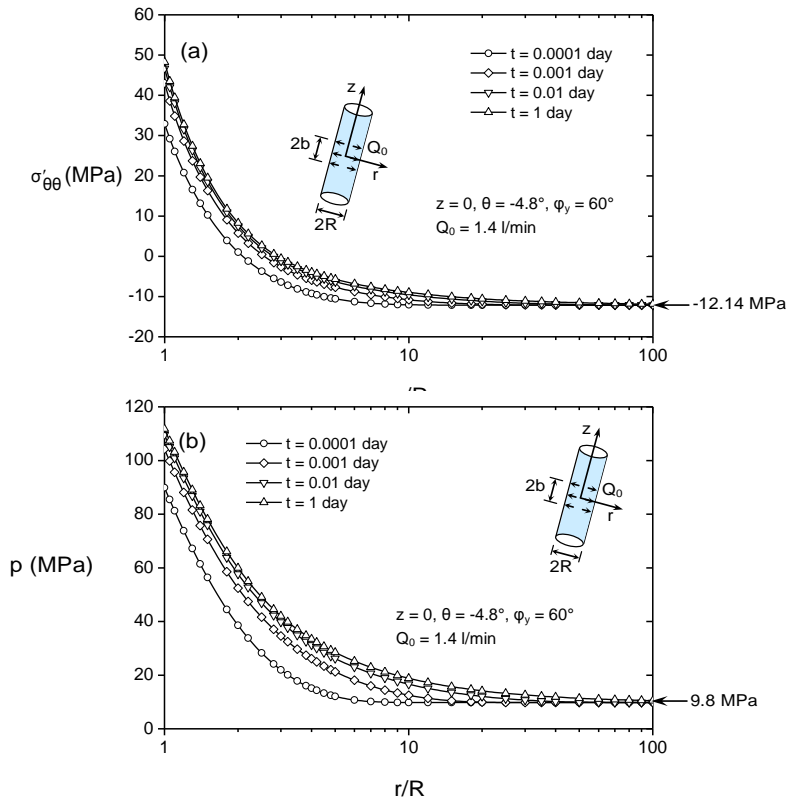 (a)
60
50
40
30
20
10
0
-10
-20
σ′θθ (MPa)
t = 0.0001 day
t = 0.001 day
t = 0.01 day
t = 1 day
z
2b
Q₀
r
2R
z = 0, θ = -4.8°, φy = 60°
Q₀ = 1.4 l/min
-12.14 MPa
1 10 100
(b)
120
100
80
60
40
20
0
p (MPa)
t = 0.0001 day
t = 0.001 day
t = 0.01 day
t = 1 day
z
2b
Q₀
r
2R
z = 0, θ = -4.8°, φy = 60°
Q₀ = 1.4 l/min
9.8 MPa
1 10 100
r/R